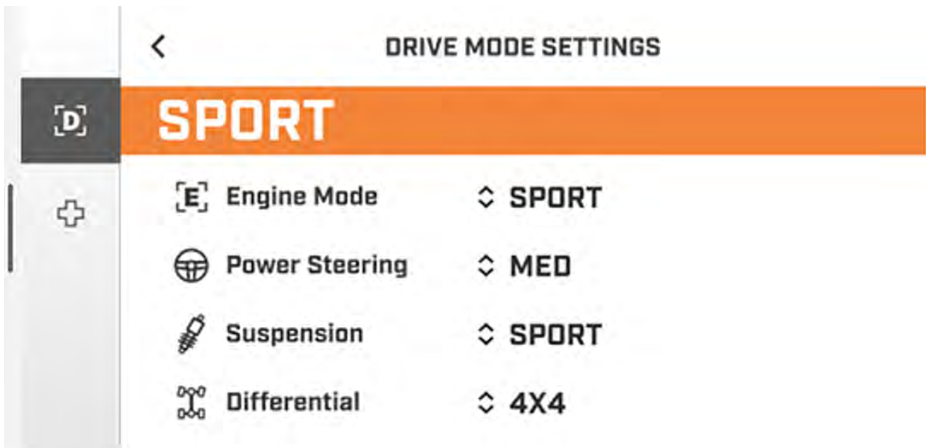 DRIVE MODE SETTINGS
D
SPORT
E Engine Mode SPORT
Power Steering MED
Suspension SPORT
Differential 4X4